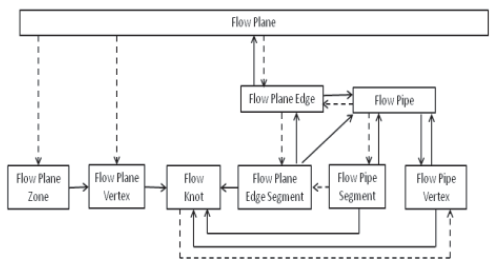 Flow Plane
Flow Plane Edge
Flow Pipe
Flow Plane
Zone
Flow Plane
Vertex
Flow
Knot
Flow Plane
Edge Segment
Flow Pipe
Segment
Flow Pipe
Vertex